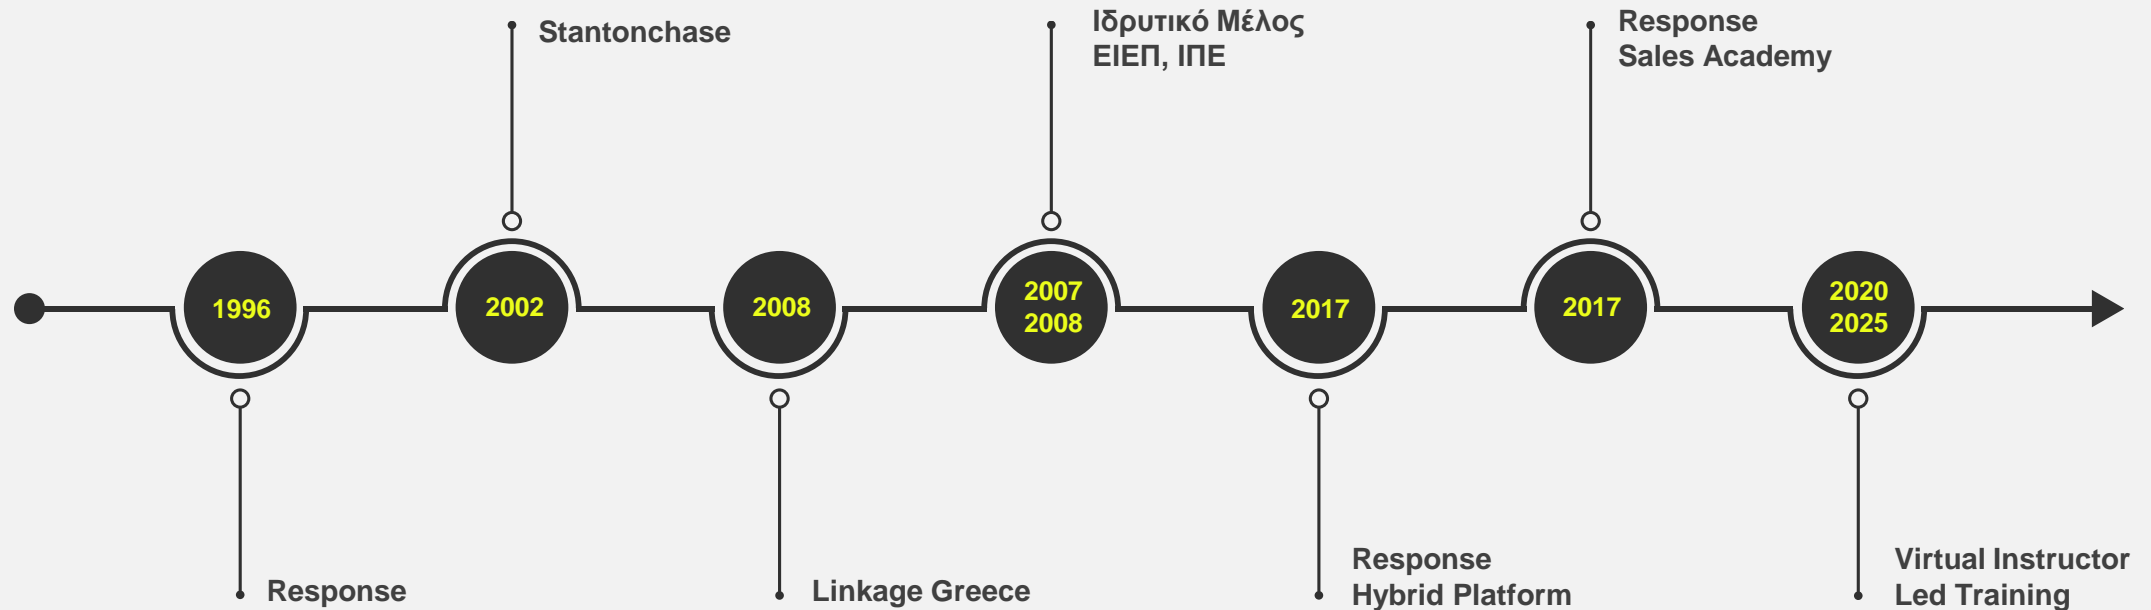 Stantonchase
Ιδρυτικό Μέλος
ΕΙΕΠ, ΙΠΕ
Response
Sales Academy
1996
2002
2008
2007
2008
2017
2017
2020
2025
Response
Linkage Greece
Response
Hybrid Platform
Virtual Instructor
Led Training